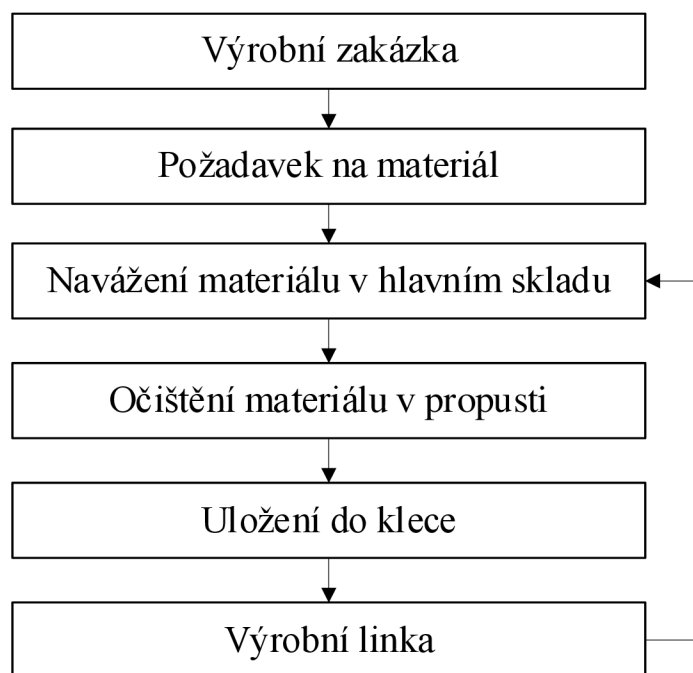 Výrobní zakázka
Požadavek na materiál
Navážení materiálu v hlavním skladu
Očištění materiálu v propusti
Uložení do klece
Výrobní linka